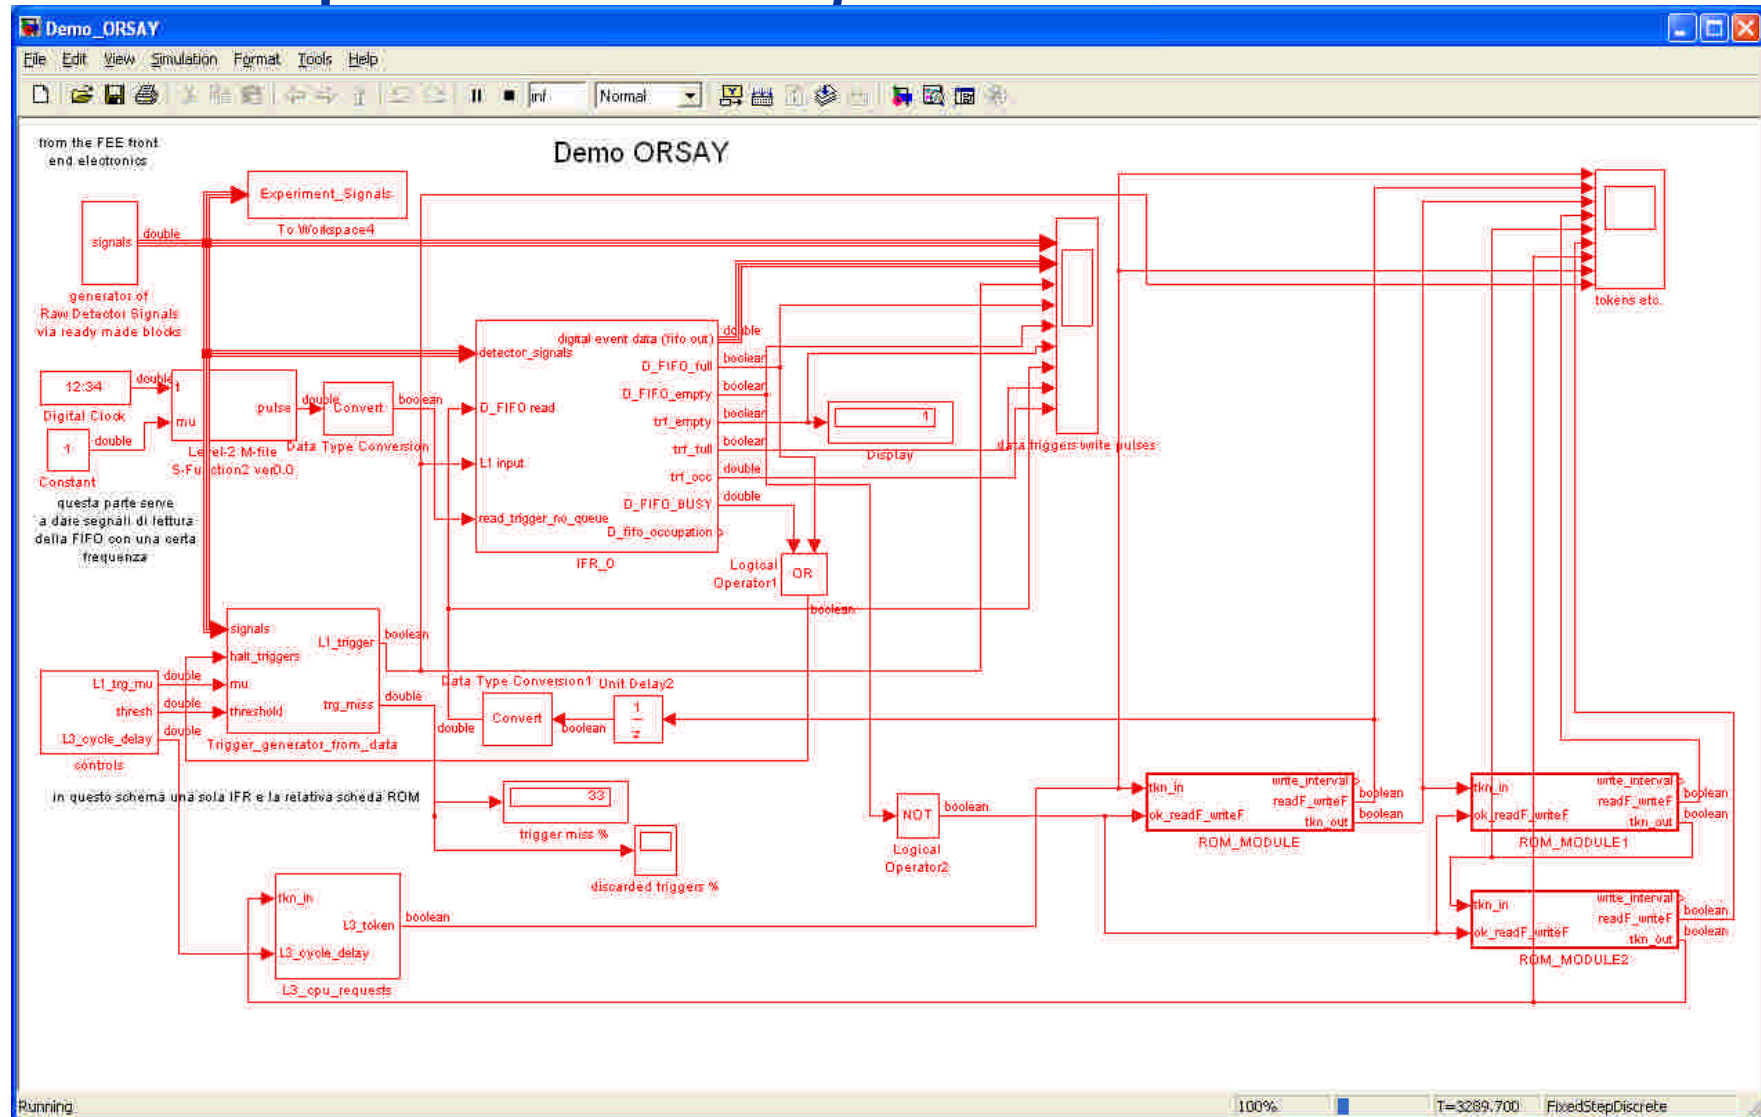 Demo_ORSAY
File Edit View Simulation Format Tools Help
inf
Normal
from the FEE front
end electronics
Demo ORSAY
Experiment_Signals
To Workspace4
signals
double
generator of
Raw Detector Signals
via ready made blocks
tokens etc.
digital event data (fifo out)
double
detector_signals
D_FIFO_full
boolean
D_FIFO_empty
boolean
D_FIFO read
trf_empty
boolean
trf_full
boolean
L1 input
trf_occ
double
D-FIFO_BUSY
double
read_trigger_no_queue
D_fifo_occupation
IFR_0
1
Display
data triggers write pulses
12:34
double
Digital Clock
1
double
Constant
1
mu
pulse
double
Level-2 M-file
S-Function2 ver0.0
Convert
boolean
Data Type Conversion
questa parte serve
a dare segnali di lettura
della FIFO con una certa
frequenza
Logical
Operator1
OR
boolean
signals
L1_trigger
boolean
halt_triggers
mu
trg_miss
double
threshold
Trigger_generator_from_data
L1_trg_mu
double
thresh
double
L3_cycle_delay
double
controls
Data Type Conversion1
Unit Delay2
Convert
double
1
z
boolean
in questo schema una sola IFR e la relativa scheda ROM
33
trigger miss %
discarded triggers %
NOT
boolean
Logical
Operator2
tkn_in
write_interval
readF_writeF
boolean
ok_readF_writeF
tkn_out
boolean
ROM_MODULE
tkn_in
write_interval
readF_writeF
boolean
ok_readF_writeF
tkn_out
boolean
ROM_MODULE1
tkn_in
write_interval
readF_writeF
boolean
ok_readF_writeF
tkn_out
boolean
ROM_MODULE2
tkn_in
L3_token
boolean
L3_cycle_delay
L3_cpu_requests
Running
100%
T=3289.700
FixedStepDiscrete